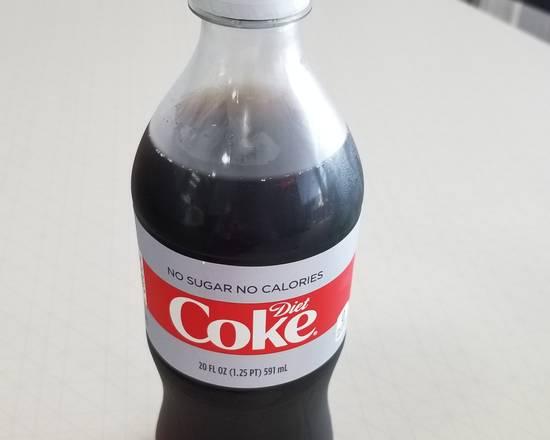 NO SUGAR NO CALORIES
Diet
Coke®
20 FL OZ (1.25 PT) 591 mL